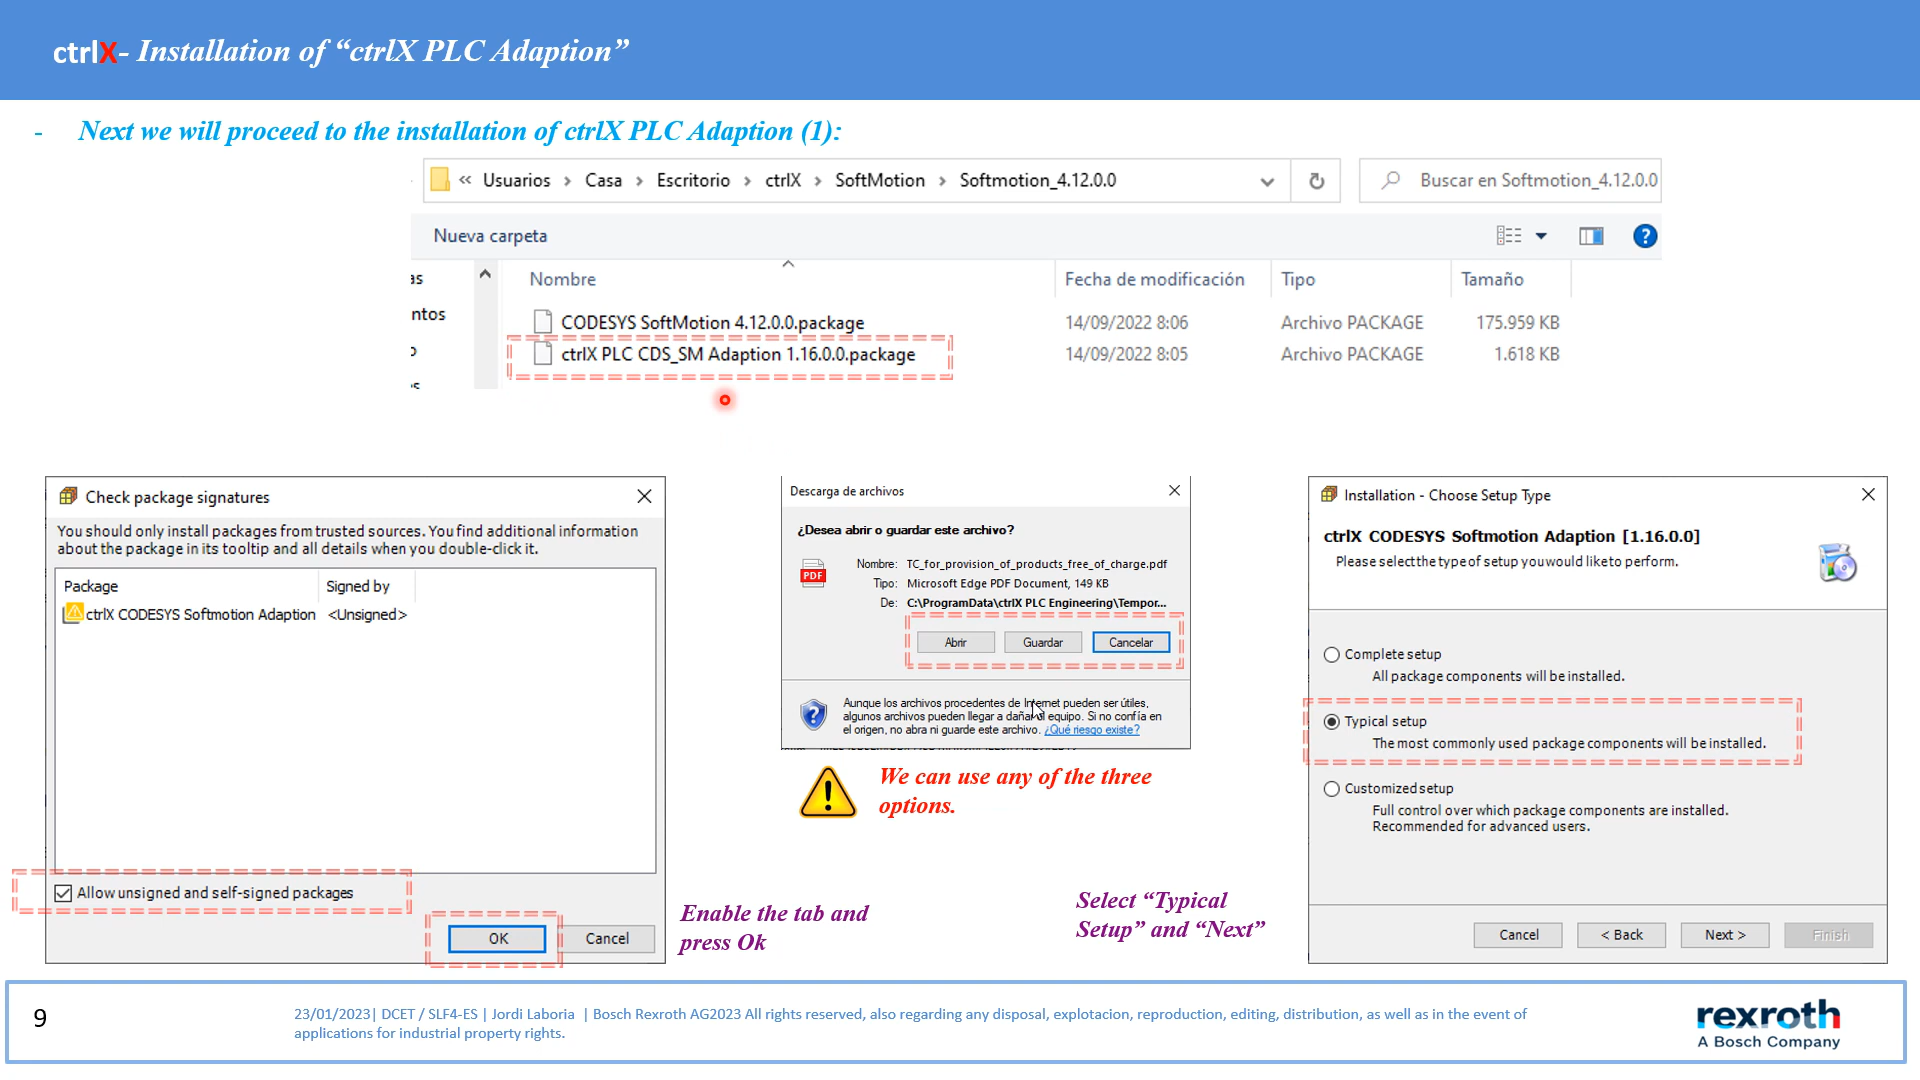 ctrlX- Installation of “ctrlX PLC Adaption”
- Next we will proceed to the installation of ctrlX PLC Adaption (1):
« Usuarios › Casa › Escritorio › ctrlX › SoftMotion › Softmotion_4.12.0.0
Buscar en Softmotion_4.12.0.0
Nueva carpeta
as
ntos
Nombre
Fecha de modificación
Tipo
Tamaño
CODESYS SoftMotion 4.12.0.0.package 14/09/2022 8:06 Archivo PACKAGE 175.959 KB
ctrlX PLC CDS_SM Adaption 1.16.0.0.package 14/09/2022 8:05 Archivo PACKAGE 1.618 KB
Check package signatures
You should only install packages from trusted sources. You find additional information
about the package in its tooltip and all details when you double-click it.
Package Signed by
ctrlX CODESYS Softmotion Adaption <Unsigned>
Allow unsigned and self-signed packages
OK
Cancel
Enable the tab and
press Ok
Descarga de archivos
¿Desea abrir o guardar este archivo?
PDF
Nombre: TC_for_provision_of_products_free_of_charge.pdf
Tipo: Microsoft Edge PDF Document, 149 KB
De: C:\ProgramData\ctrlX PLC Engineering\Tempor...
Abrir
Guardar
Cancelar
Aunque los archivos procedentes de Internet pueden ser útiles,
algunos archivos pueden llegar a dañar el equipo. Si no confía en
el origen, no abra ni guarde este archivo. ¿Qué riesgo existe?
We can use any of the three
options.
Select “Typical
Setup” and “Next”
Installation - Choose Setup Type
ctrlX CODESYS Softmotion Adaption [1.16.0.0]
Please select the type of setup you would like to perform.
Complete setup
All package components will be installed.
Typical setup
The most commonly used package components will be installed.
Customized setup
Full control over which package components are installed.
Recommended for advanced users.
Cancel
< Back
Next >
Finish
9
23/01/2023| DCET / SLF4-ES | Jordi Laboria | Bosch Rexroth AG2023 All rights reserved, also regarding any disposal, explotacion, reproduction, editing, distribution, as well as in the event of
applications for industrial property rights.
rexroth
A Bosch Company